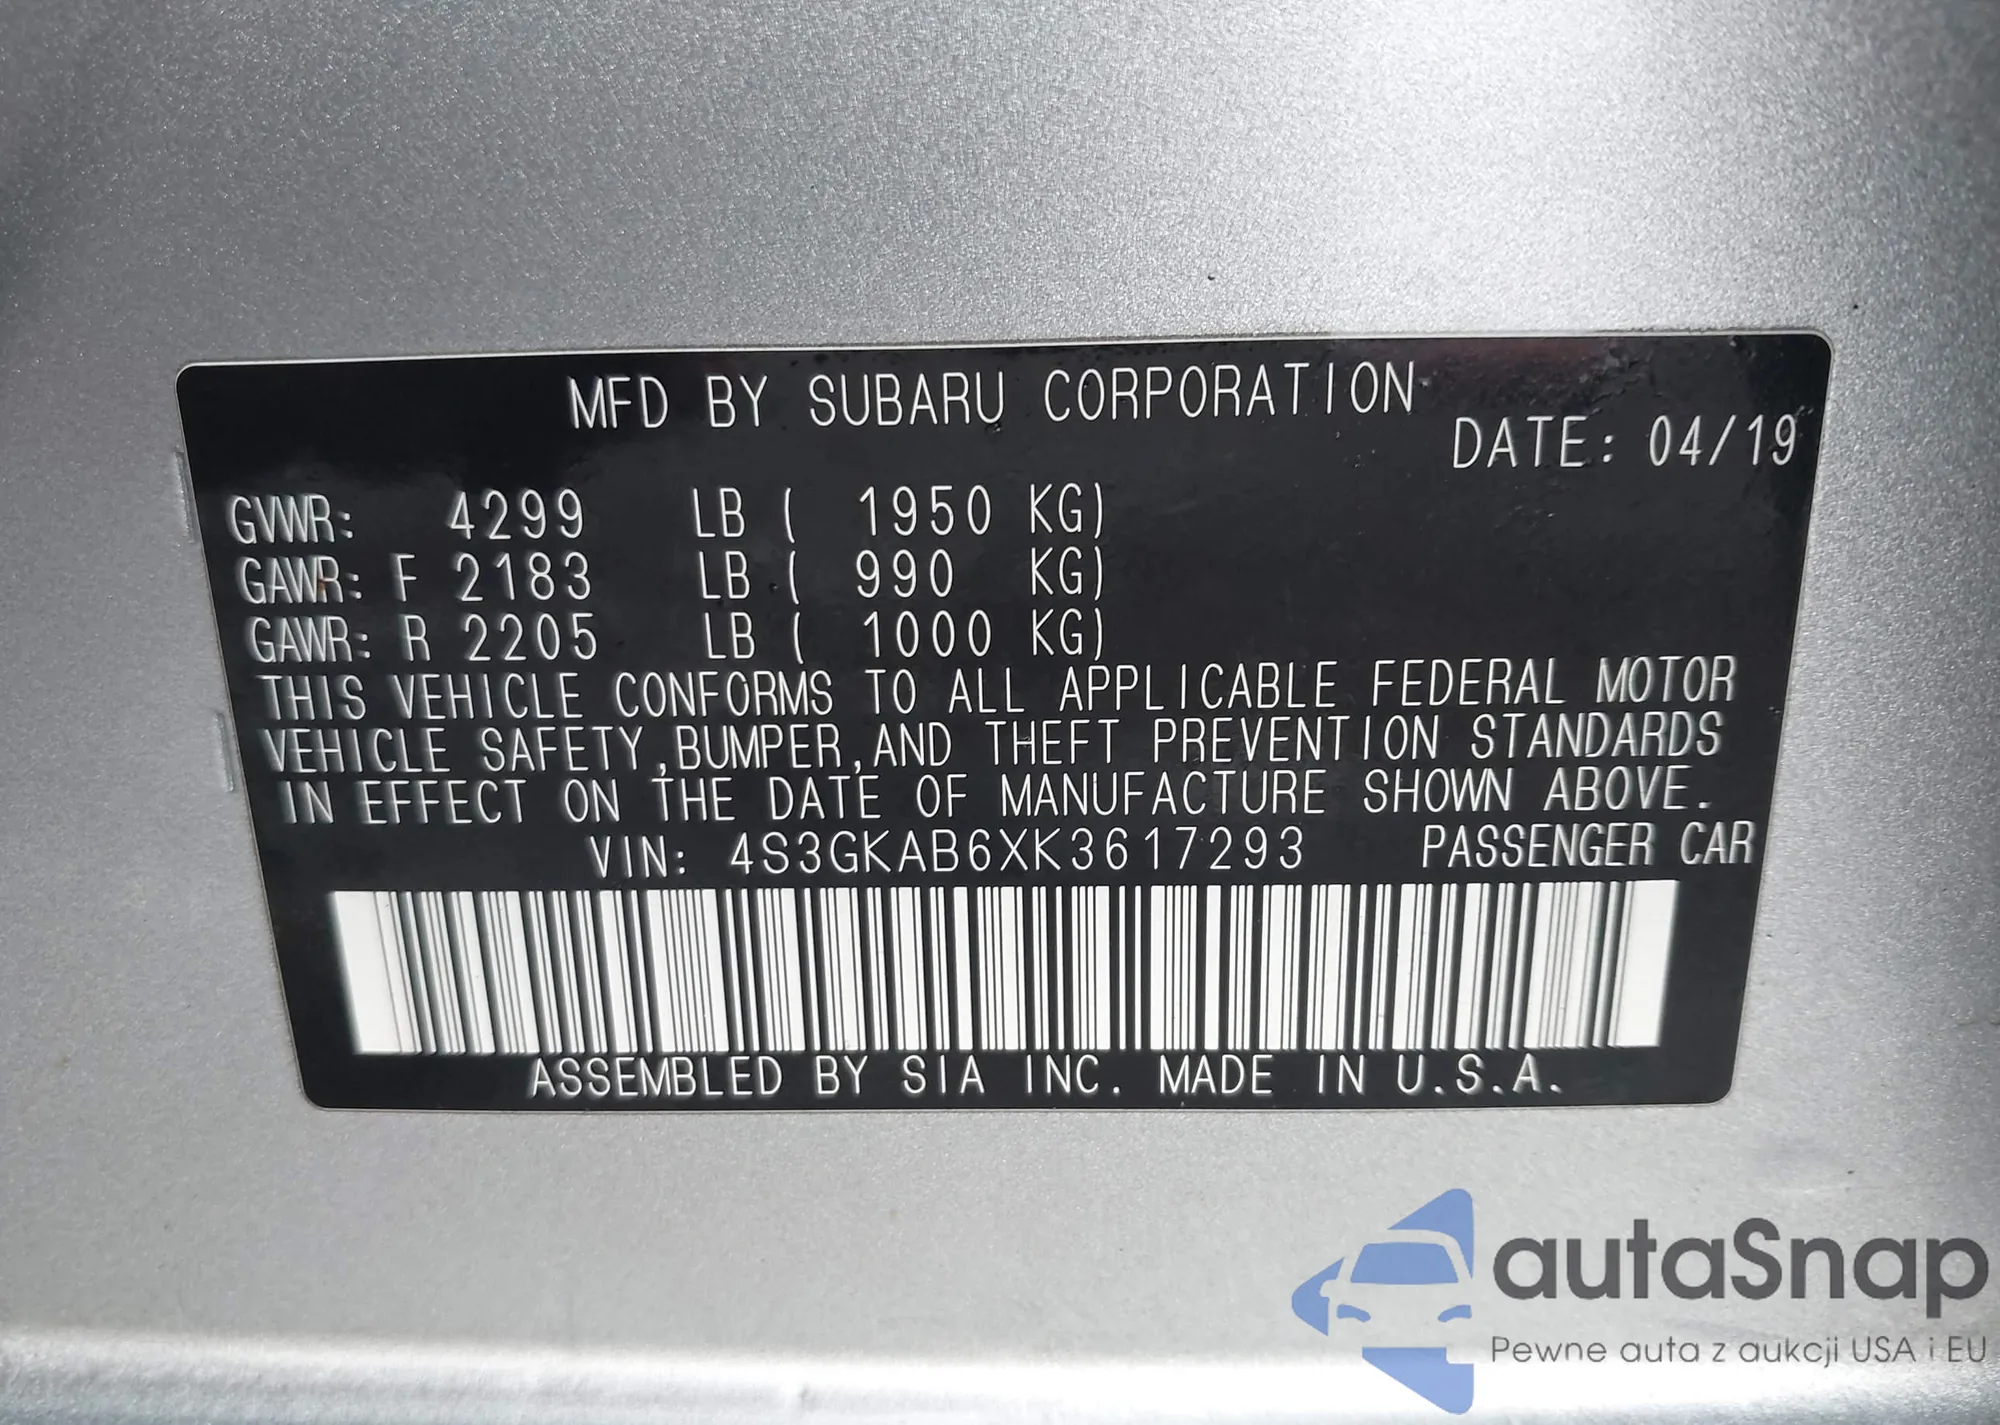 MFD BY SUBARU CORPORATION
DATE: 04/19
GVWR: 4299 LB ( 1950 KG)
GAWR: F 2183 LB ( 990 KG)
GAWR: R 2205 LB ( 1000 KG)
THIS VEHICLE CONFORMS TO ALL APPLICABLE FEDERAL MOTOR
VEHICLE SAFETY,BUMPER,AND THEFT PREVENTION STANDARDS
IN EFFECT ON THE DATE OF MANUFACTURE SHOWN ABOVE.
VIN: 4S3GKAB6XK3617293 PASSENGER CAR
ASSEMBLED BY SIA INC. MADE IN U.S.A.
autaSnap
Pewne auta z aukcji USA i EU